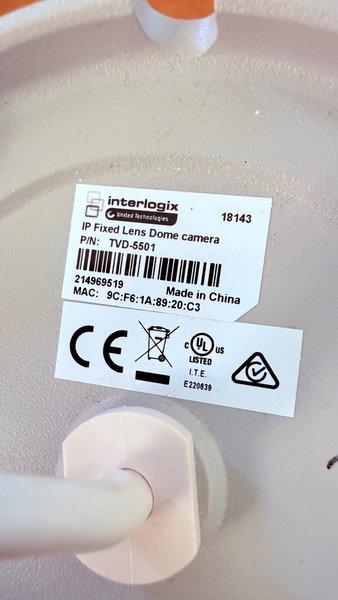 interlogix
United Technologies
18143
IP Fixed Lens Dome camera
P/N: TVD-5501
214969519
Made in China
MAC: 9C:F6:1A:89:20:C3
CE
C UL US
LISTED
I.T.E.
E220639